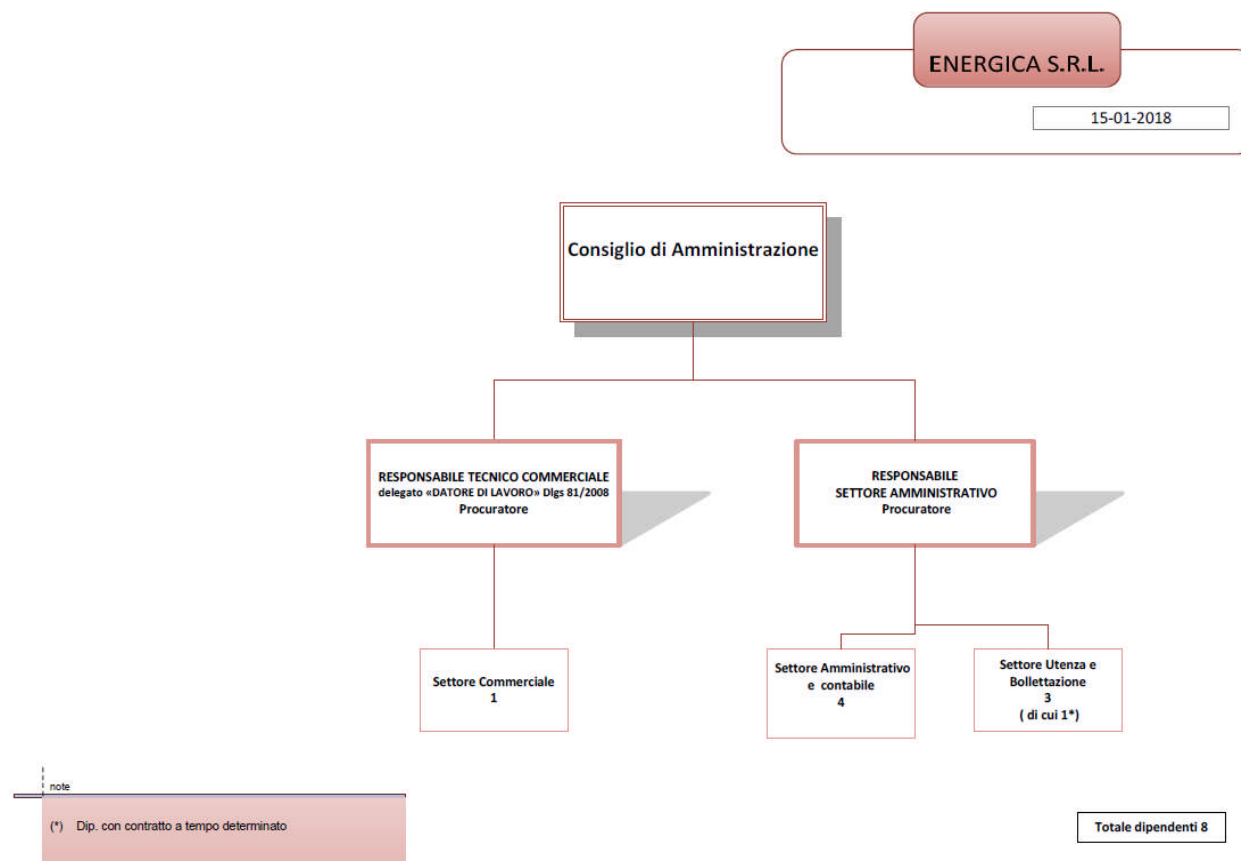 ENERGICA S.R.L.
15-01-2018
Consiglio di Amministrazione
RESPONSABILE TECNICO COMMERCIALE
delegato «DATORE DI LAVORO» Dlgs 81/2008
Procuratore
RESPONSABILE
SETTORE AMMINISTRATIVO
Procuratore
Settore Commerciale
1
Settore Amministrativo
e contabile
4
Settore Utenza e
Bollettazione
3
( di cui 1*)
note
(*) Dip. con contratto a tempo determinato
Totale dipendenti 8